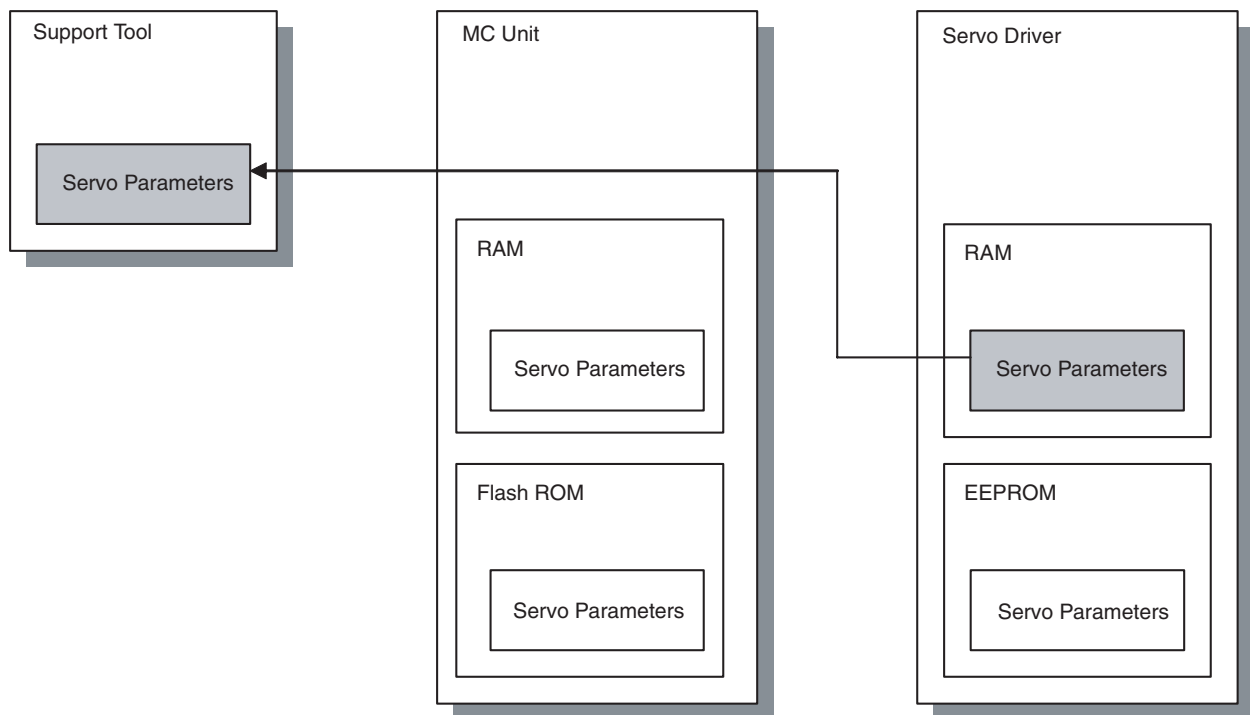 Support Tool
Servo Parameters
MC Unit
RAM
Servo Parameters
Flash ROM
Servo Parameters
Servo Driver
RAM
Servo Parameters
EEPROM
Servo Parameters